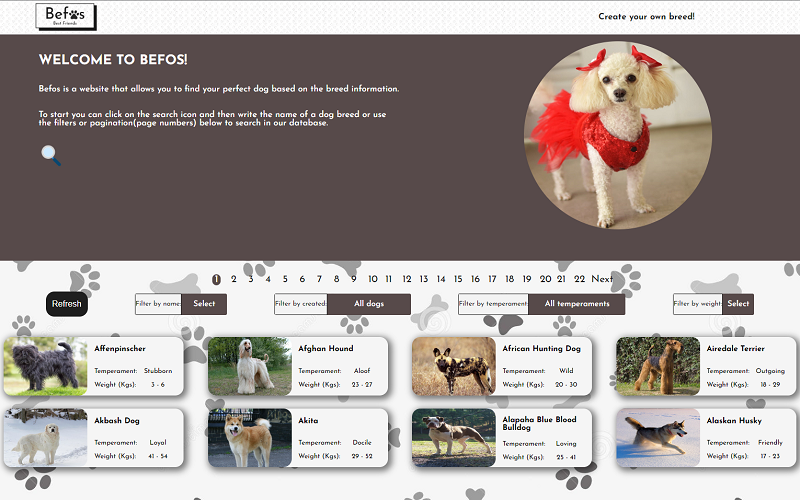 Befos
Best Friends
Create your own breed!
WELCOME TO BEFOS!
Befos is a website that allows you to find your perfect dog based on the breed information.
To start you can click on the search icon and then write the name of a dog breed or use
the filters or pagination(page numbers) below to search in our database.
1 2 3 4 5 6 7 8 9 10 11 12 13 14 15 16 17 18 19 20 21 22 Next
Refresh
Filter by name: Select
Filter by created: All dogs
Filter by temperament: All temperaments
Filter by weight: Select
Affenpinscher
Temperament: Stubborn
Weight (Kgs): 3 - 6
Afghan Hound
Temperament: Aloof
Weight (Kgs): 23 - 27
African Hunting Dog
Temperament: Wild
Weight (Kgs): 20 - 30
Airedale Terrier
Temperament: Outgoing
Weight (Kgs): 18 - 29
Akbash Dog
Temperament: Loyal
Weight (Kgs): 41 - 54
Akita
Temperament: Docile
Weight (Kgs): 29 - 52
Alapaha Blue Blood
Bulldog
Temperament: Loving
Weight (Kgs): 25 - 41
Alaskan Husky
Temperament: Friendly
Weight (Kgs): 17 - 23